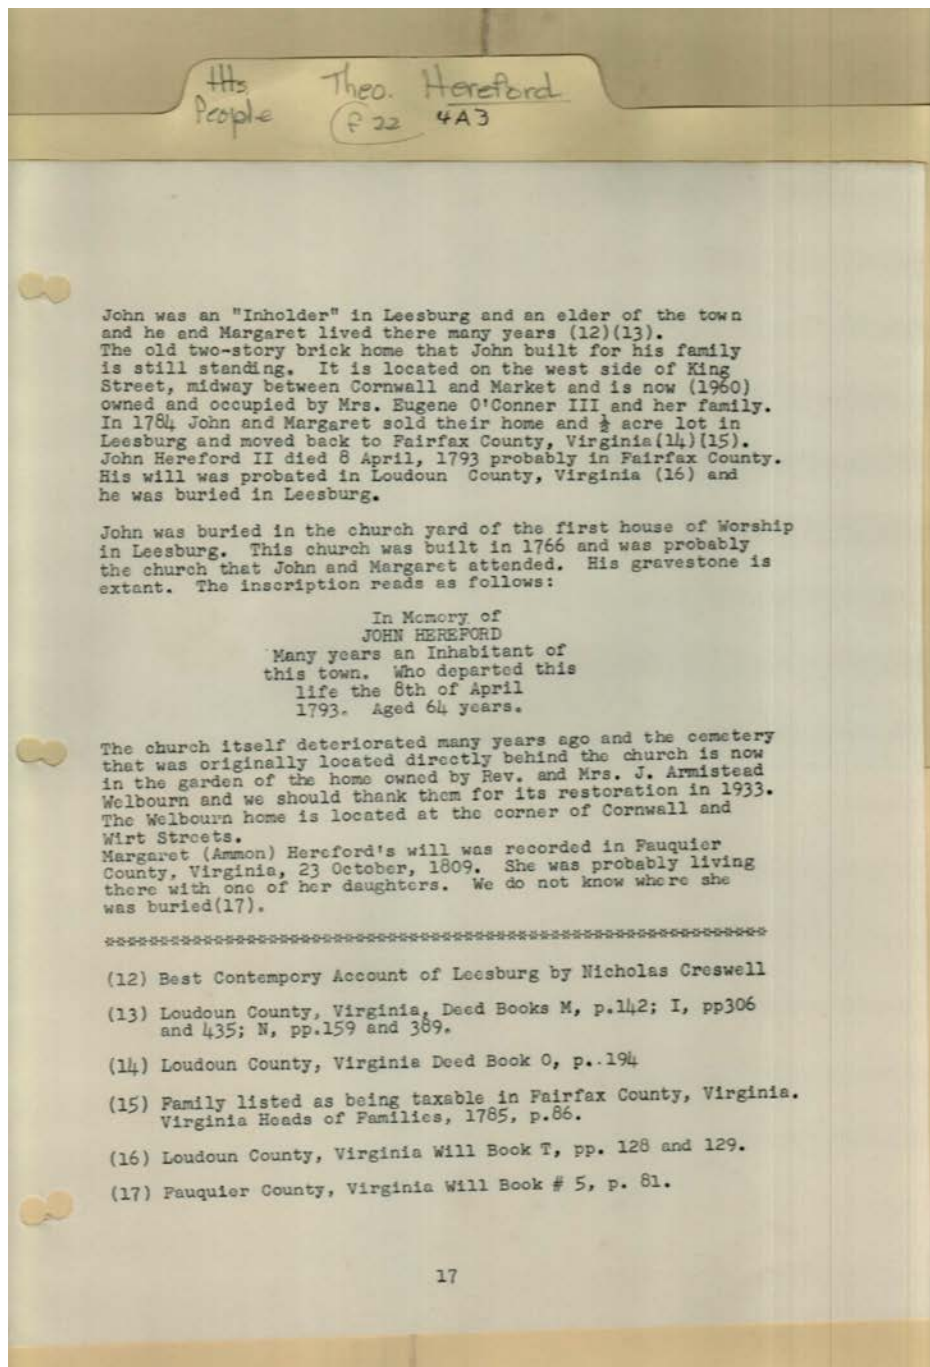 HHs Theo. Hereford
People f 22 4A3
John was an "Inholder" in Leesburg and an elder of the town
and he and Margaret lived there many years (12)(13).
The old two-story brick home that John built for his family
is still standing. It is located on the west side of King
Street, midway between Cornwall and Market and is now (1960)
owned and occupied by Mrs. Eugene O'Conner III and her family.
In 1784 John and Margaret sold their home and ½ acre lot in
Leesburg and moved back to Fairfax County, Virginia(14)(15).
John Hereford II died 8 April, 1793 probably in Fairfax County.
His will was probated in Loudoun County, Virginia (16) and
he was buried in Leesburg.
John was buried in the church yard of the first house of Worship
in Leesburg. This church was built in 1766 and was probably
the church that John and Margaret attended. His gravestone is
extant. The inscription reads as follows:
In Memory of
JOHN HEREFORD
Many years an Inhabitant of
this town. Who departed this
life the 8th of April
1793. Aged 64 years.
The church itself deteriorated many years ago and the cemetery
that was originally located directly behind the church is now
in the garden of the home owned by Rev. and Mrs. J. Armistead
Welbourn and we should thank them for its restoration in 1933.
The Welbourn home is located at the corner of Cornwall and
Wirt Streets.
Margaret (Ammon) Hereford's will was recorded in Fauquier
County, Virginia, 23 October, 1809. She was probably living
there with one of her daughters. We do not know where she
was buried(17).
(12) Best Contempory Account of Leesburg by Nicholas Creswell
(13) Loudoun County, Virginia, Deed Books M, p.142; I, pp306
and 435; N, pp.159 and 389.
(14) Loudoun County, Virginia Deed Book O, p..194
(15) Family listed as being taxable in Fairfax County, Virginia.
Virginia Heads of Families, 1785, p.86.
(16) Loudoun County, Virginia Will Book T, pp. 128 and 129.
(17) Fauquier County, Virginia Will Book # 5, p. 81.
17